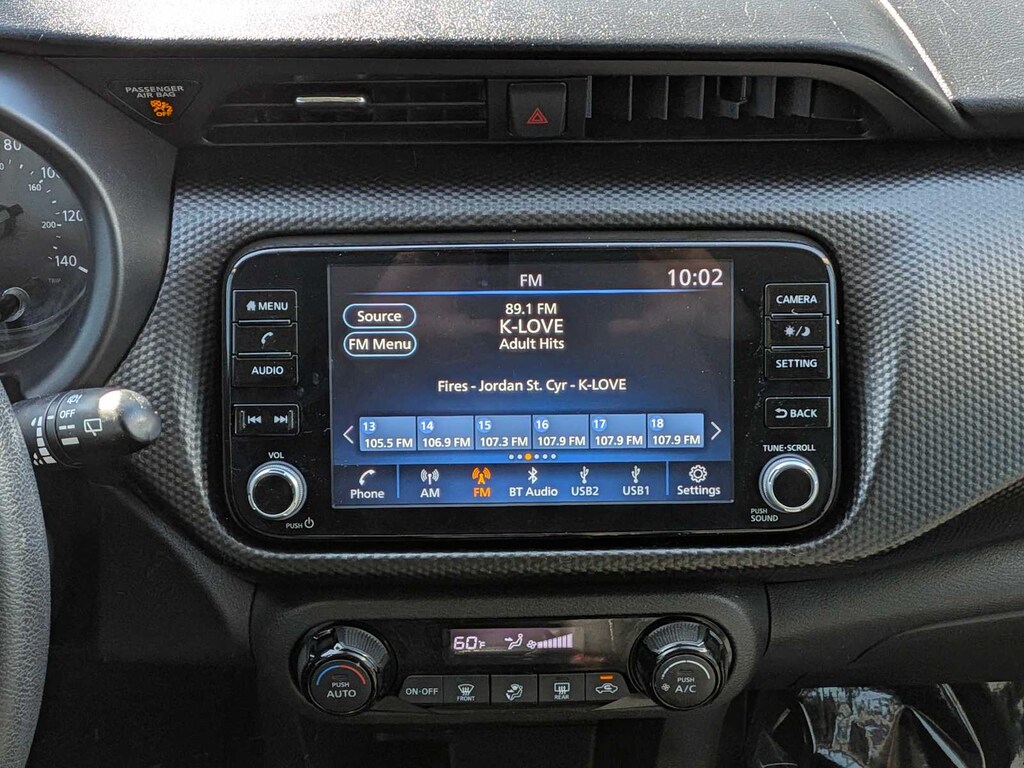 PASSENGER
AIR BAG
OFF
80
100
160
120
200
140
TRIP
OFF
MENU
AUDIO
VOL
PUSH
FM
10:02
Source
FM Menu
89.1 FM
K-LOVE
Adult Hits
Fires - Jordan St. Cyr - K-LOVE
13 14 15 16 17 18
105.5 FM 106.9 FM 107.3 FM 107.9 FM 107.9 FM 107.9 FM
Phone AM FM BT Audio USB2 USB1 Settings
CAMERA
SETTING
BACK
TUNE·SCROLL
PUSH
SOUND
60°F
PUSH
AUTO
ON·OFF
FRONT
REAR
PUSH
A/C